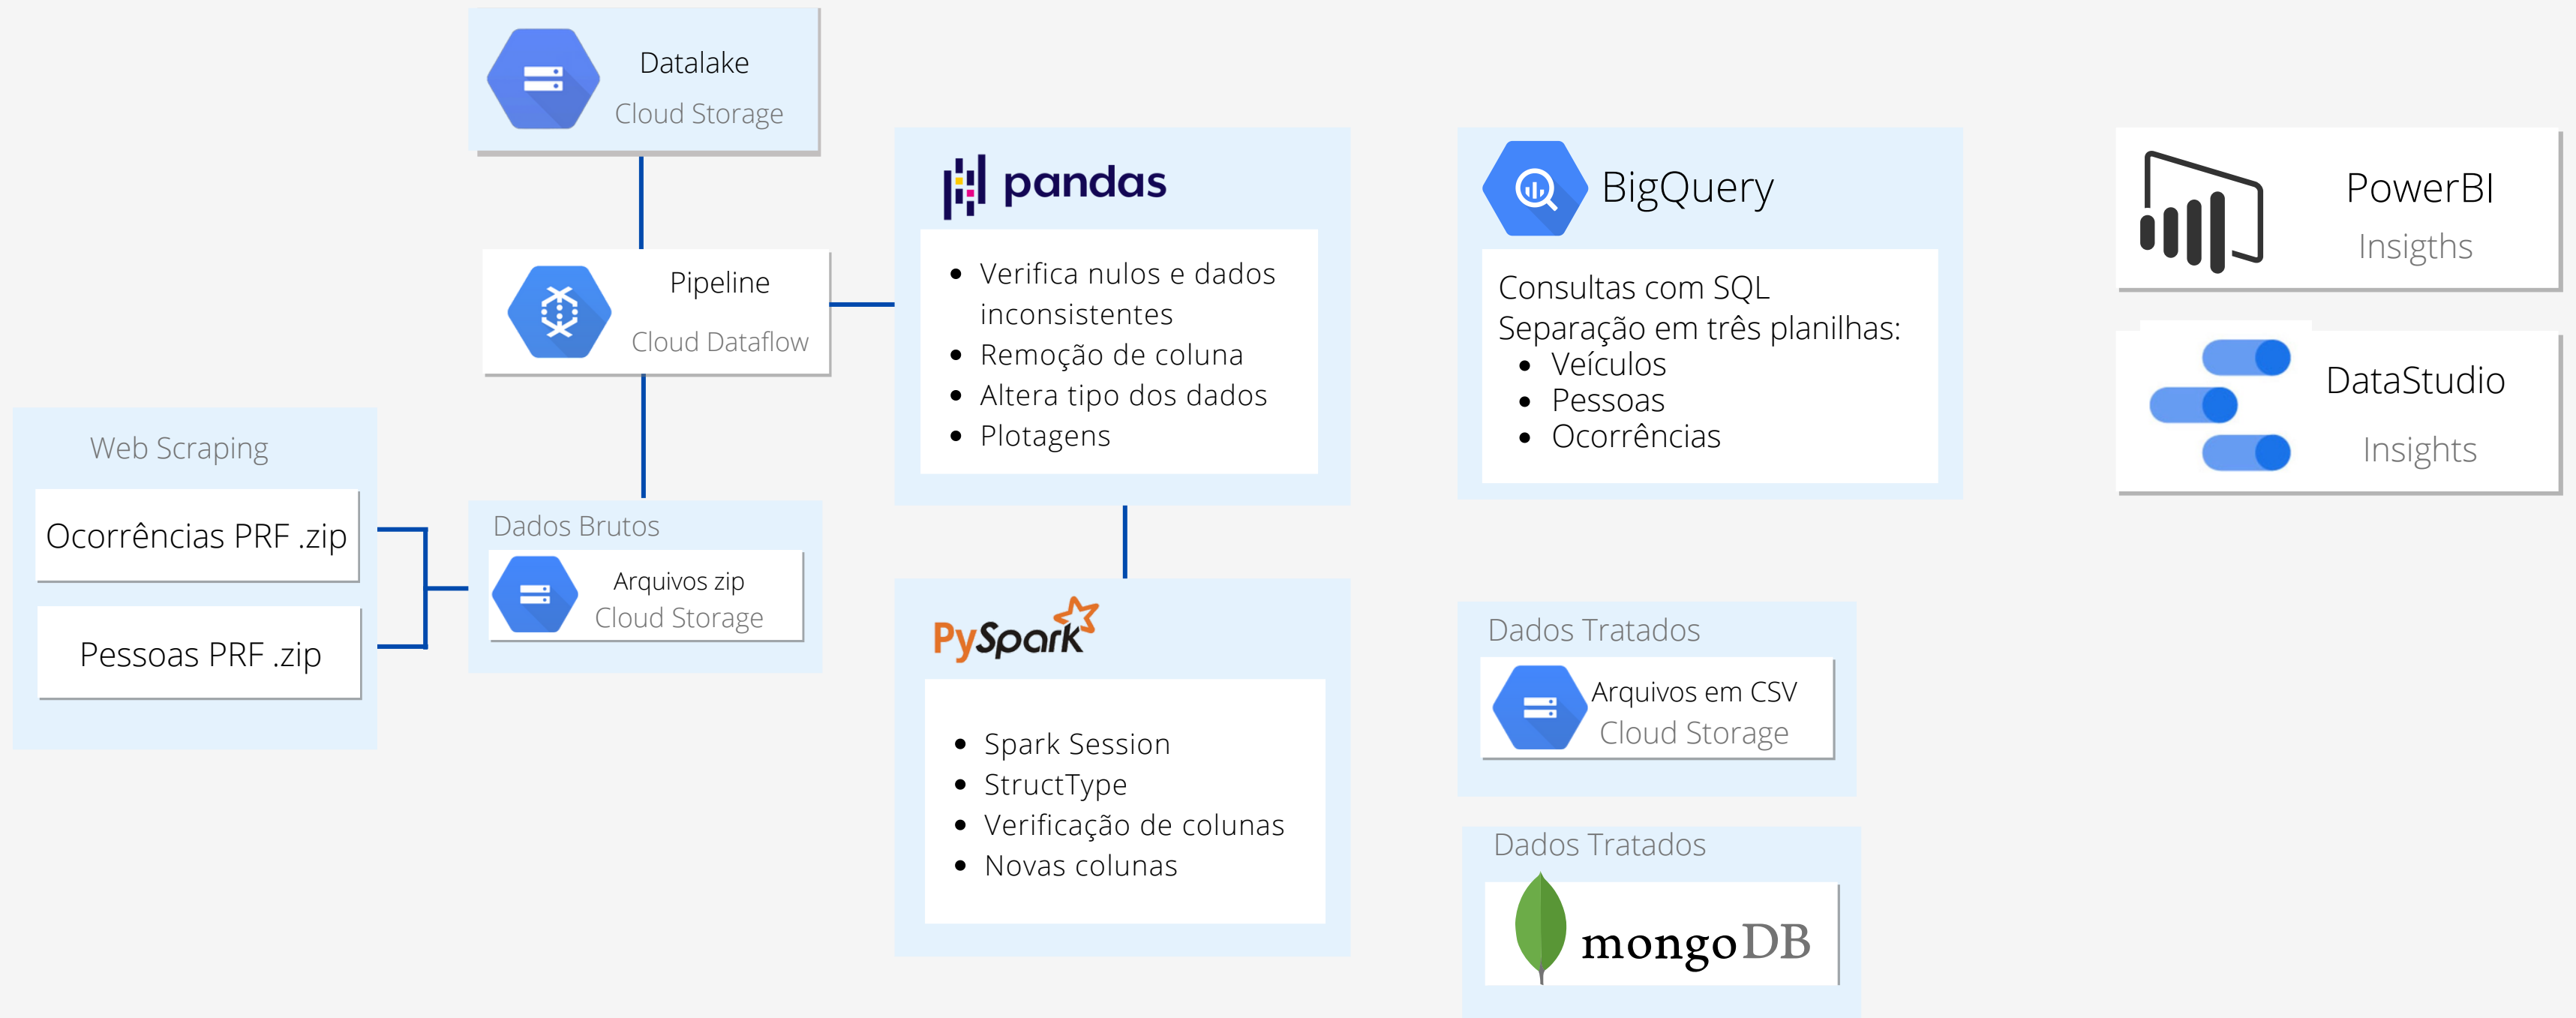 Datalake
Cloud Storage
Pipeline
Cloud Dataflow
Web Scraping
Ocorrências PRF .zip
Pessoas PRF .zip
Dados Brutos
Arquivos zip
Cloud Storage
pandas
• Verifica nulos e dados
inconsistentes
• Remoção de coluna
• Altera tipo dos dados
• Plotagens
PySpark
• Spark Session
• StructType
• Verificação de colunas
• Novas colunas
BigQuery
Consultas com SQL
Separação em três planilhas:
• Veículos
• Pessoas
• Ocorrências
Dados Tratados
Arquivos em CSV
Cloud Storage
Dados Tratados
mongoDB
PowerBI
Insigths
DataStudio
Insights